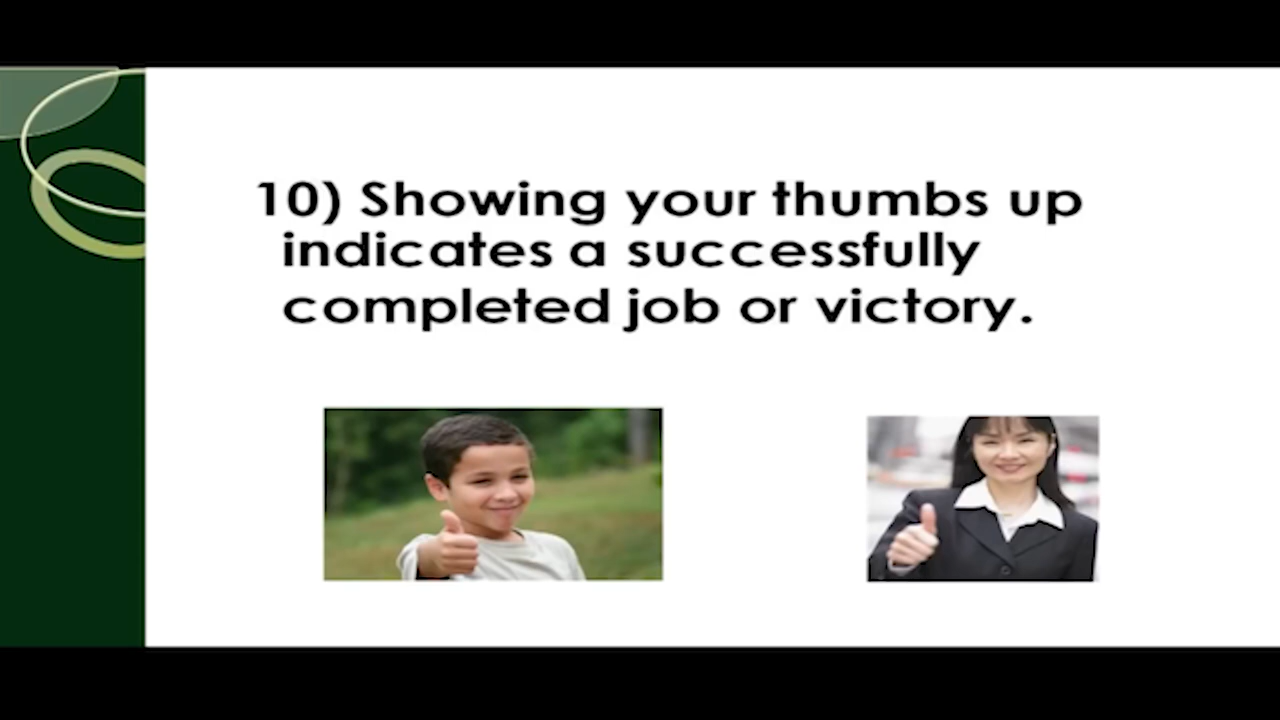 10) Showing your thumbs up
indicates a successfully
completed job or victory.